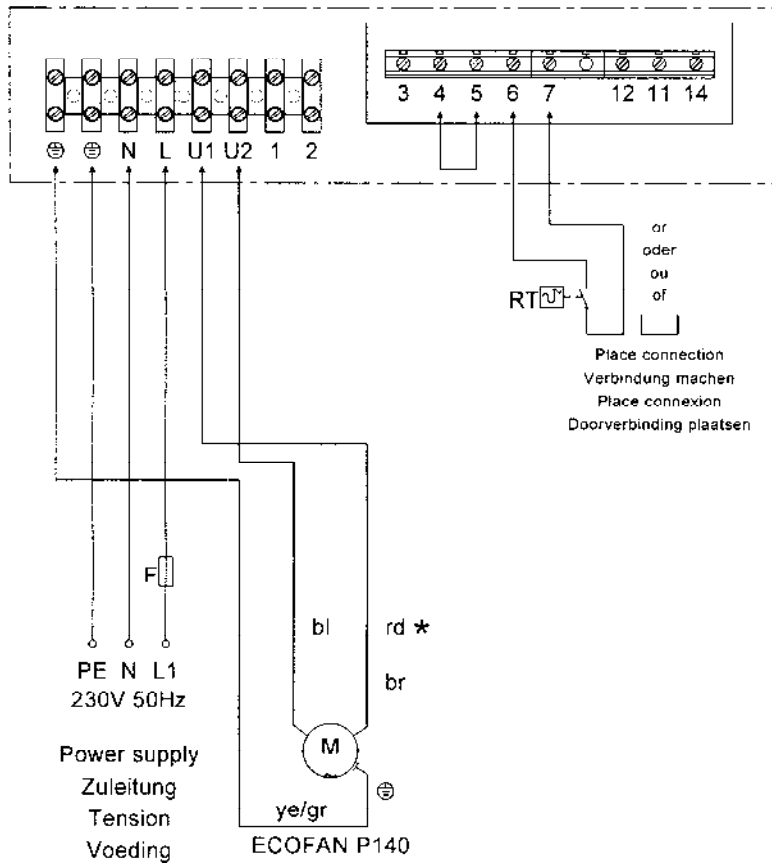 3 4 5 6 7 12 11 14
N L U1 U2 1 2
or
oder
ou
of
RT
Place connection
Verbindung machen
Place connexion
Doorverbinding plaatsen
F
bl rd *
br
PE N L1
230V 50Hz
M
Power supply
Zuleitung
Tension
Voeding
ye/gr
ECOFAN P140